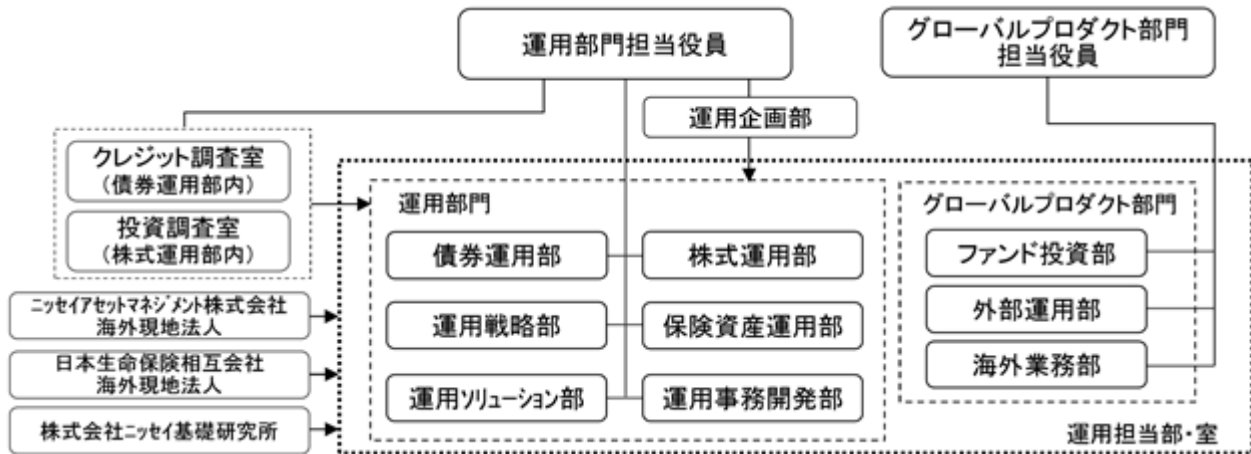 運用部門担当役員
グローバルプロダクト部門
担当役員
運用企画部
クレジット調査室
(債券運用部内)
投資調査室
(株式運用部内)
運用部門
債券運用部
株式運用部
運用戦略部
保険資産運用部
運用ソリューション部
運用事務開発部
グローバルプロダクト部門
ファンド投資部
外部運用部
海外業務部
ニッセイアセットマネジメント株式会社
海外現地法人
日本生命保険相互会社
海外現地法人
株式会社ニッセイ基礎研究所
運用担当部・室